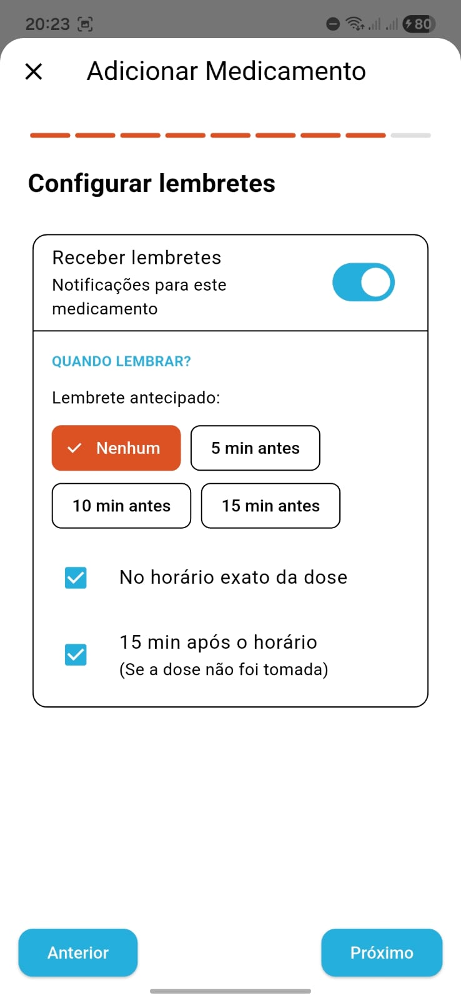 20:23
80
Adicionar Medicamento
Configurar lembretes
Receber lembretes
Notificações para este
medicamento
QUANDO LEMBRAR?
Lembrete antecipado:
Nenhum
5 min antes
10 min antes
15 min antes
No horário exato da dose
15 min após o horário
(Se a dose não foi tomada)
Anterior
Próximo